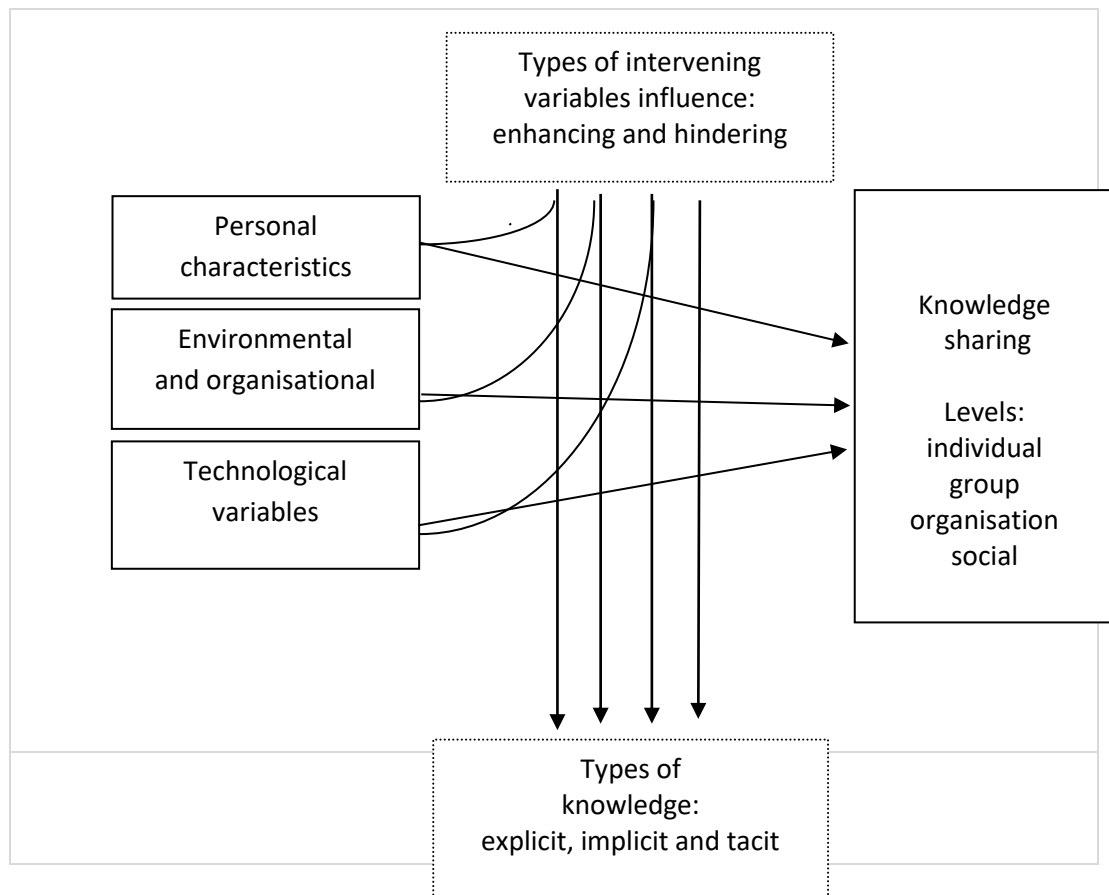 Types of intervening
variables influence:
enhancing and hindering
Personal
characteristics
Environmental
and organisational
Technological
variables
Knowledge
sharing
Levels:
individual
group
organisation
social
Types of
knowledge:
explicit, implicit and tacit